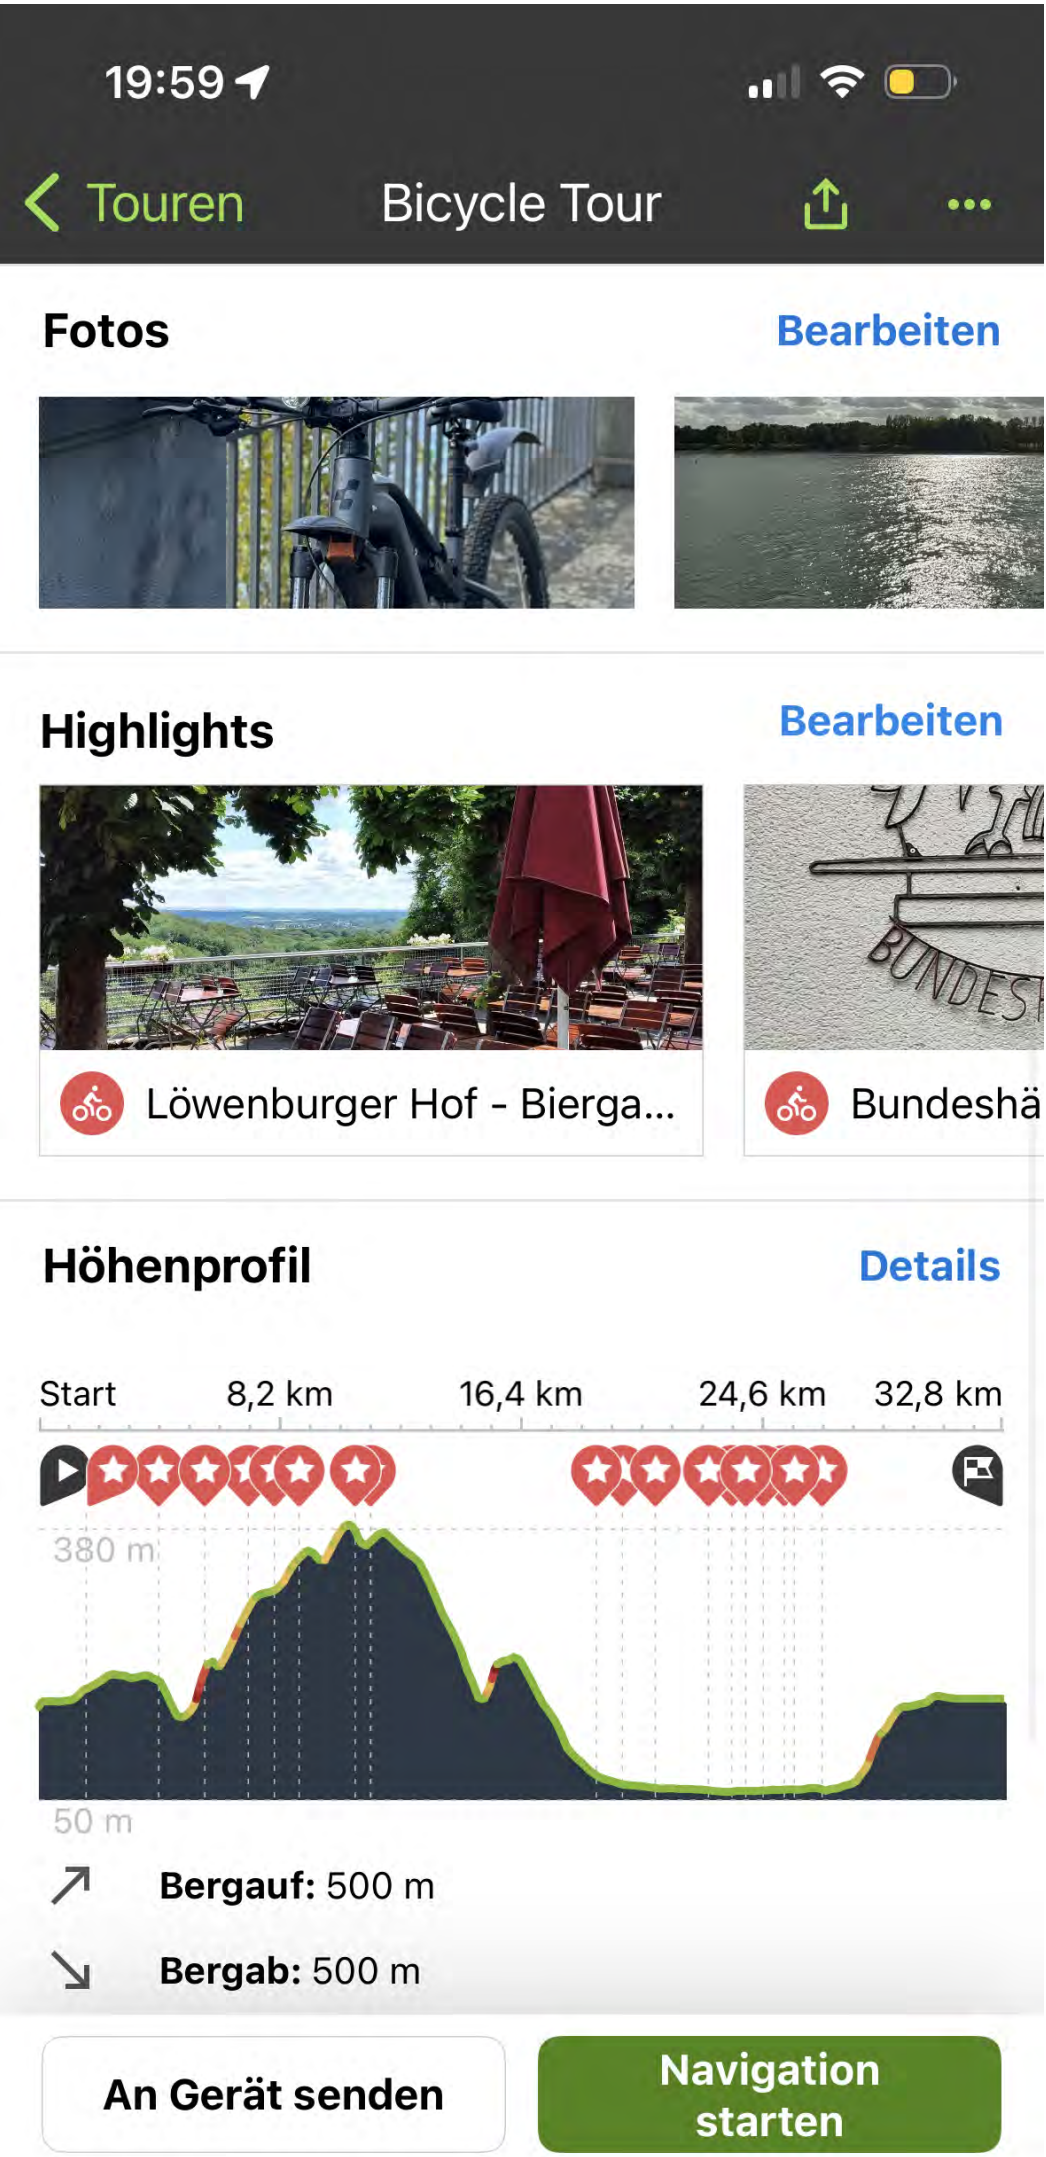 19:59
Touren
Bicycle Tour
Fotos
Bearbeiten
Highlights
Bearbeiten
BUNDES
Löwenburger Hof - Bierga...
Bundeshä
Höhenprofil
Details
Start 8,2 km 16,4 km 24,6 km 32,8 km
380 m
50 m
Bergauf: 500 m
Bergab: 500 m
An Gerät senden
Navigation
starten